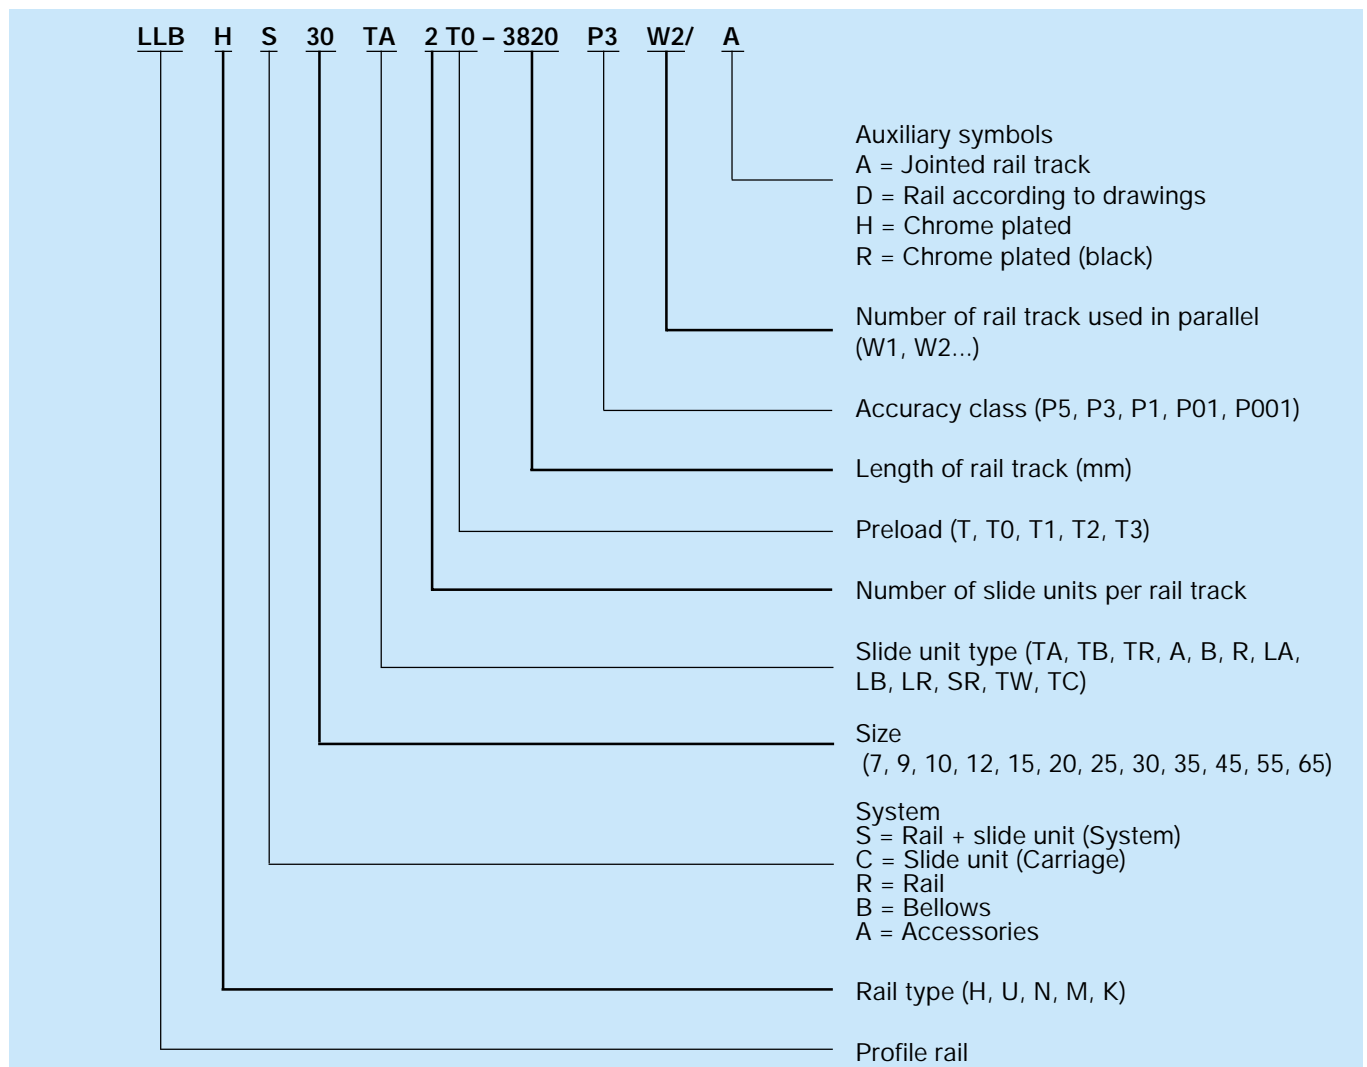 LLB H S 30 TA 2 T0 – 3820 P3 W2/ A
Auxiliary symbols
A = Jointed rail track
D = Rail according to drawings
H = Chrome plated
R = Chrome plated (black)
Number of rail track used in parallel
(W1, W2...)
Accuracy class (P5, P3, P1, P01, P001)
Length of rail track (mm)
Preload (T, T0, T1, T2, T3)
Number of slide units per rail track
Slide unit type (TA, TB, TR, A, B, R, LA,
LB, LR, SR, TW, TC)
Size
(7, 9, 10, 12, 15, 20, 25, 30, 35, 45, 55, 65)
System
S = Rail + slide unit (System)
C = Slide unit (Carriage)
R = Rail
B = Bellows
A = Accessories
Rail type (H, U, N, M, K)
Profile rail